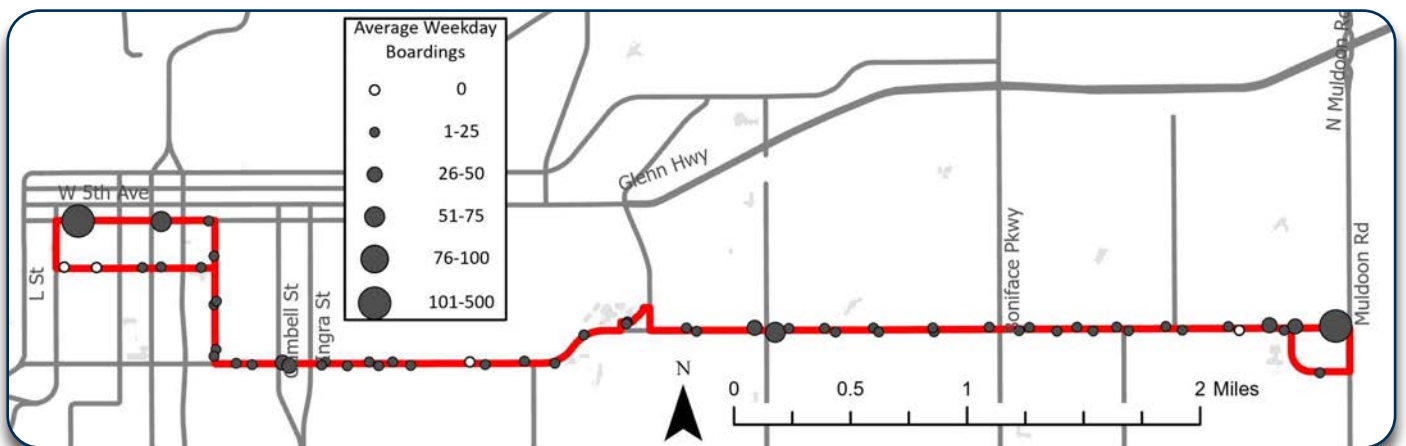 Average Weekday
Boardings
0
1-25
26-50
51-75
76-100
101-500
W 5th Ave
L St
Gambell St
Ingra St
Glenn Hwy
Boniface Pkwy
N Muldoon Rd
Muldoon Rd
N
0 0.5 1 2 Miles